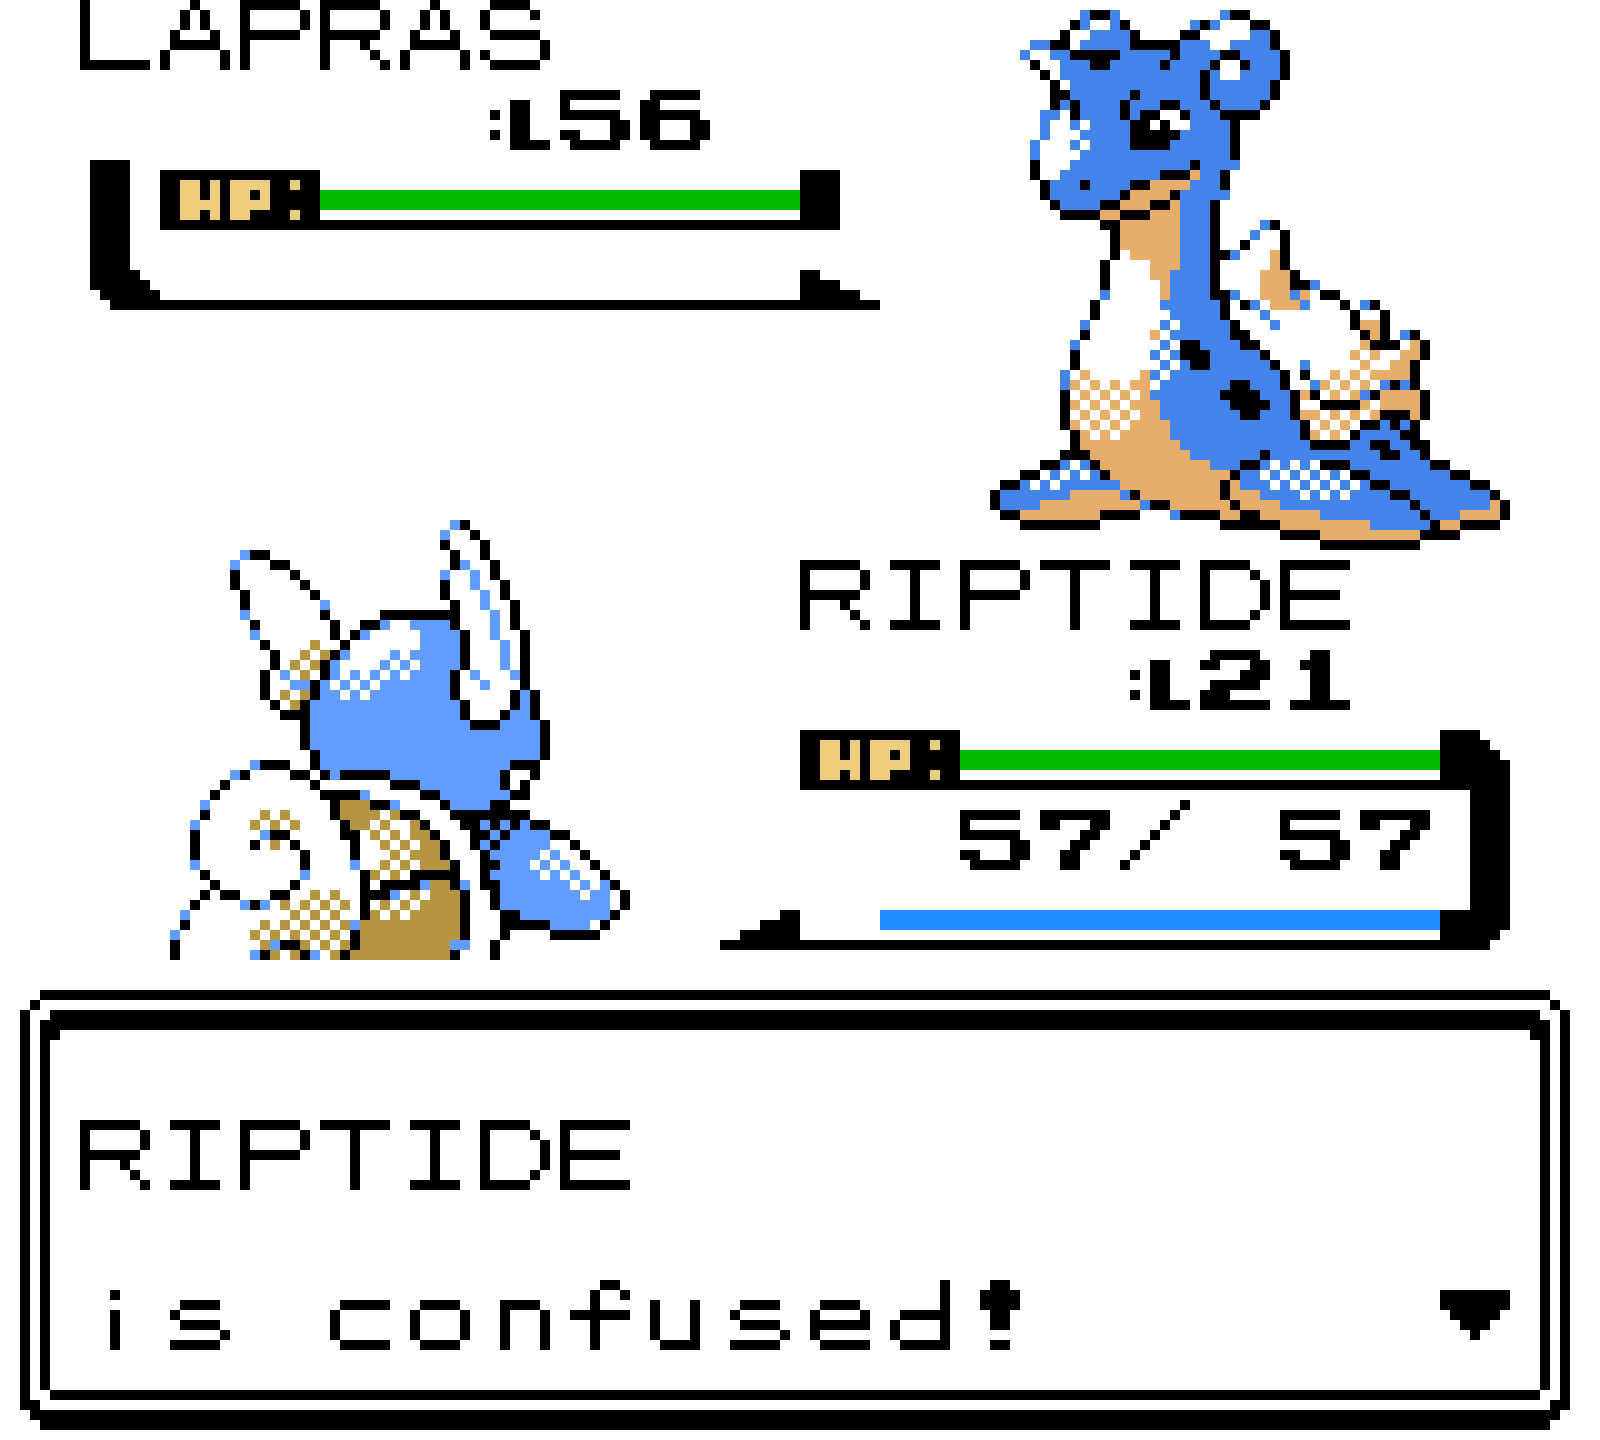 LAPRAS
:L56
HP:
RIPTIDE
:L21
HP:
57/ 57
RIPTIDE
is confused!